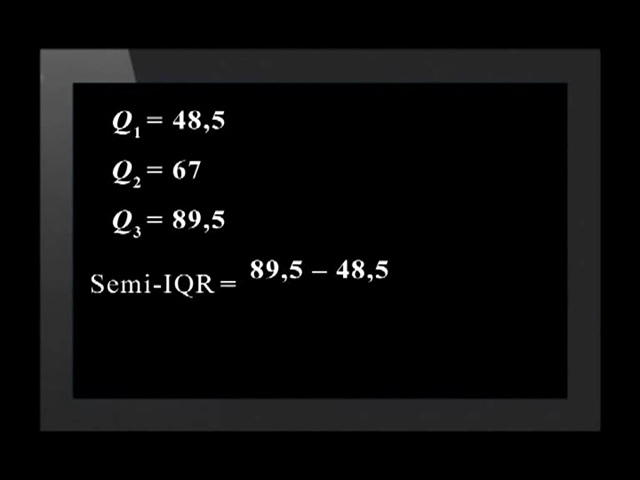 Q₁ = 48,5
Q₂ = 67
Q₃ = 89,5
Semi-IQR = 89,5 – 48,5